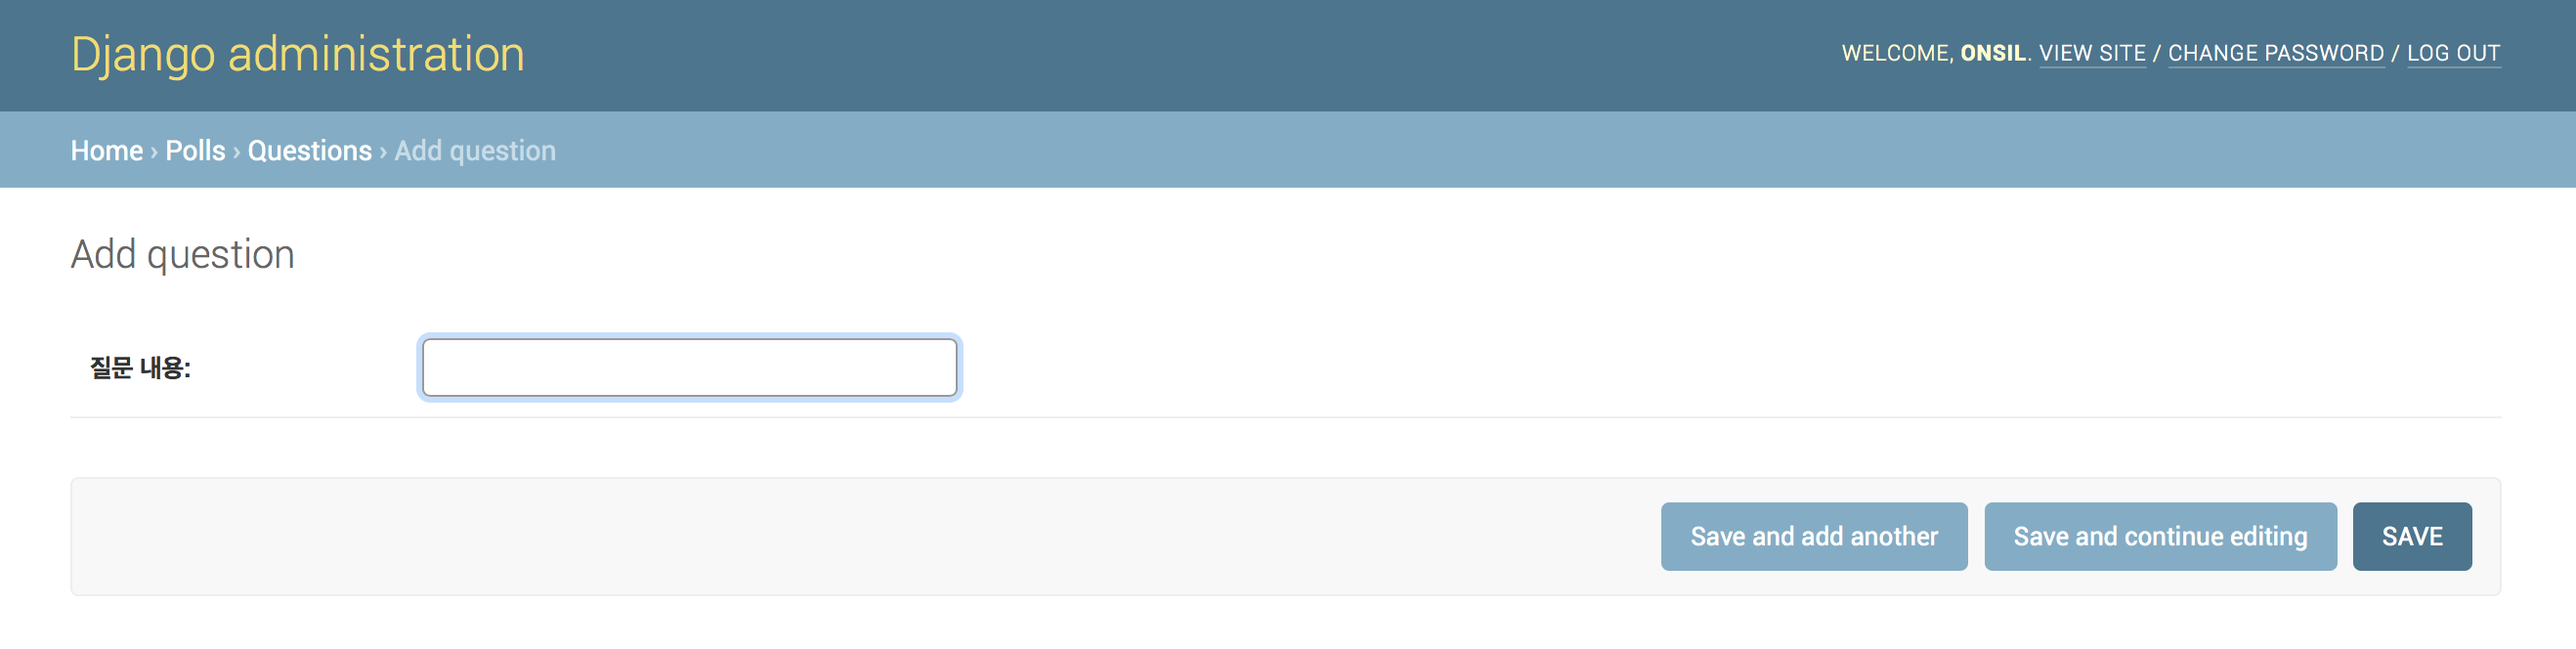 Django administration
WELCOME, ONSIL. VIEW SITE / CHANGE PASSWORD / LOG OUT
Home › Polls › Questions › Add question
Add question
질문 내용:
Save and add another
Save and continue editing
SAVE